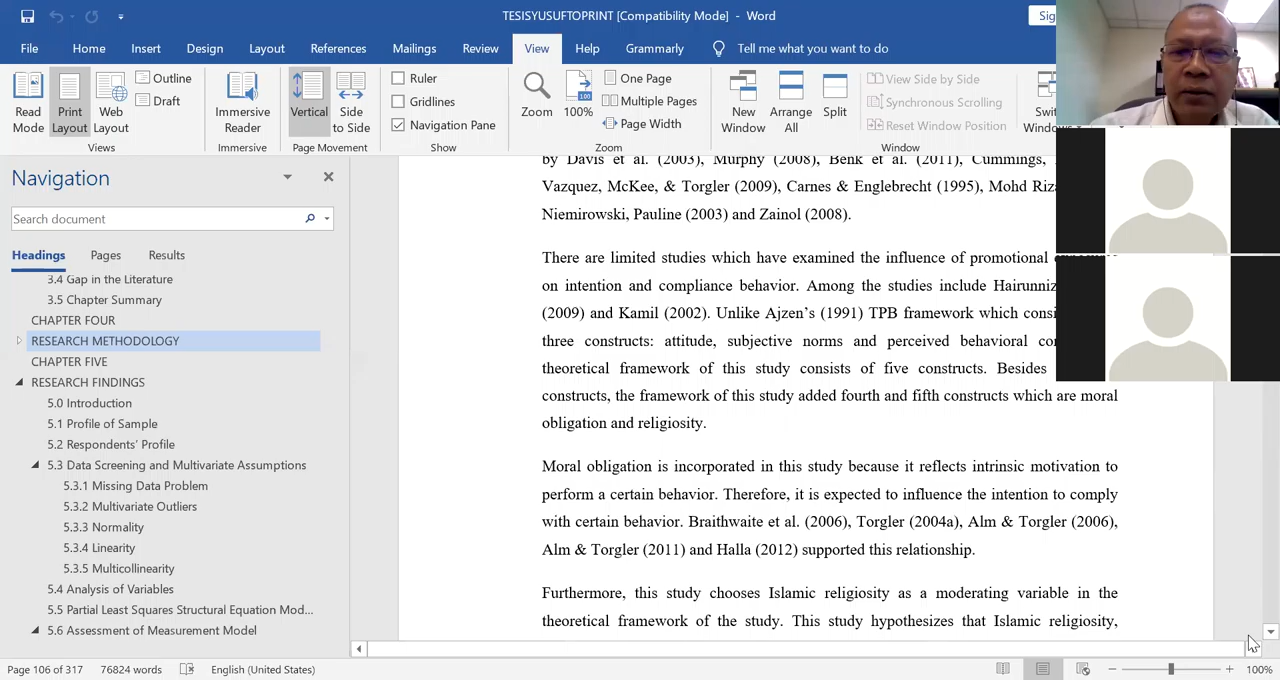 TESISYUSUFTOPRINT [Compatibility Mode] - Word
File Home Insert Design Layout References Mailings Review View Help Grammarly Tell me what you want to do
Read Mode
Print Layout
Web Layout
Outline
Draft
Views
Immersive Reader
Immersive
Vertical
Side to Side
Page Movement
Ruler
Gridlines
Navigation Pane
Show
Zoom
100
100%
One Page
Multiple Pages
Page Width
Zoom
New Window
Arrange All
Split
View Side by Side
Synchronous Scrolling
Reset Window Position
Window
Navigation
Search document
Headings Pages Results
3.4 Gap in the Literature
3.5 Chapter Summary
CHAPTER FOUR
RESEARCH METHODOLOGY
CHAPTER FIVE
RESEARCH FINDINGS
5.0 Introduction
5.1 Profile of Sample
5.2 Respondents' Profile
5.3 Data Screening and Multivariate Assumptions
5.3.1 Missing Data Problem
5.3.2 Multivariate Outliers
5.3.3 Normality
5.3.4 Linearity
5.3.5 Multicollinearity
5.4 Analysis of Variables
5.5 Partial Least Squares Structural Equation Mod...
5.6 Assessment of Measurement Model
by Davis et al. (2003), Murphy (2008), Benk et al. (2011), Cummings,
Vazquez, McKee, & Torgler (2009), Carnes & Englebrecht (1995), Mohd
Niemirowski, Pauline (2003) and Zainol (2008).
There are limited studies which have examined the influence of promotional
on intention and compliance behavior. Among the studies include
(2009) and Kamil (2002). Unlike Ajzen's (1991) TPB framework which
three constructs: attitude, subjective norms and perceived behavioral
theoretical framework of this study consists of five constructs. Besides
constructs, the framework of this study added fourth and fifth constructs which are moral
obligation and religiosity.
Moral obligation is incorporated in this study because it reflects intrinsic motivation to
perform a certain behavior. Therefore, it is expected to influence the intention to comply
with certain behavior. Braithwaite et al. (2006), Torgler (2004a), Alm & Torgler (2006),
Alm & Torgler (2011) and Halla (2012) supported this relationship.
Furthermore, this study chooses Islamic religiosity as a moderating variable in the
theoretical framework of the study. This study hypothesizes that Islamic religiosity,
Page 106 of 317 76824 words English (United States) 100%